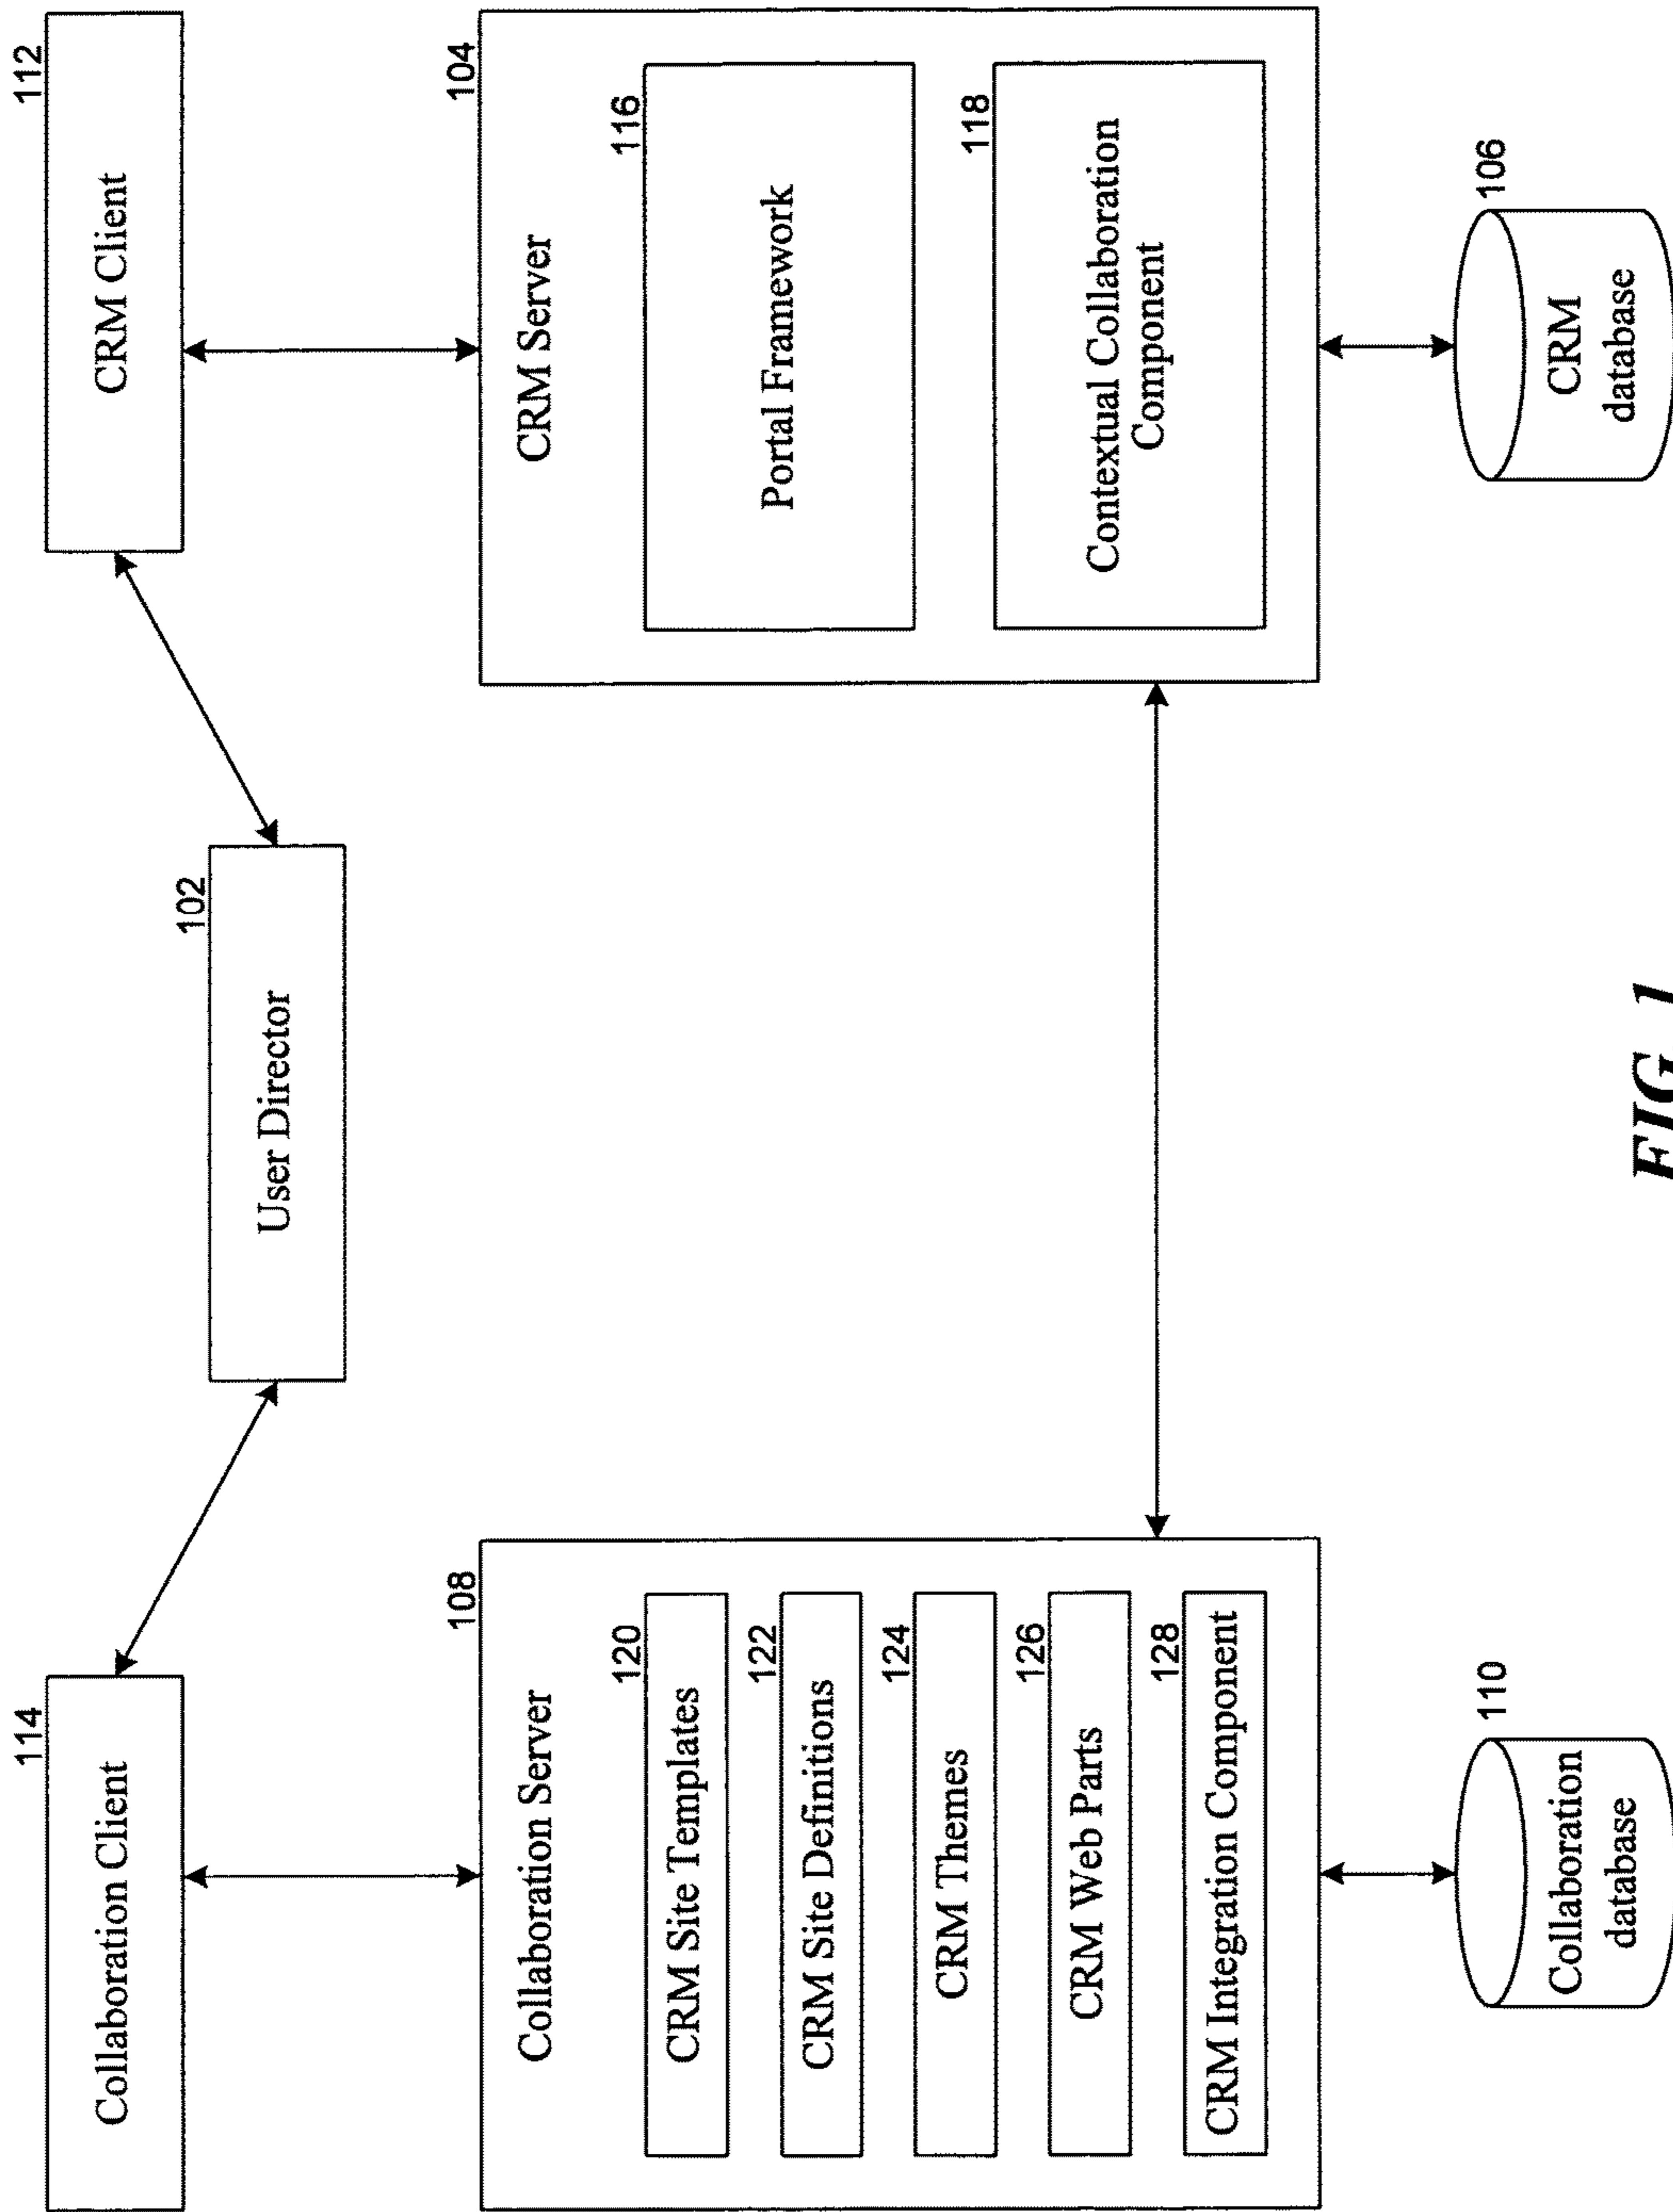 114
Collaboration Client
112
CRM Client
102
User Director
108
Collaboration Server
120
CRM Site Templates
122
CRM Site Definitions
124
CRM Themes
126
CRM Web Parts
128
CRM Integration Component
104
CRM Server
116
Portal Framework
118
Contextual Collaboration
Component
110
Collaboration
database
106
CRM
database
FIG. 1